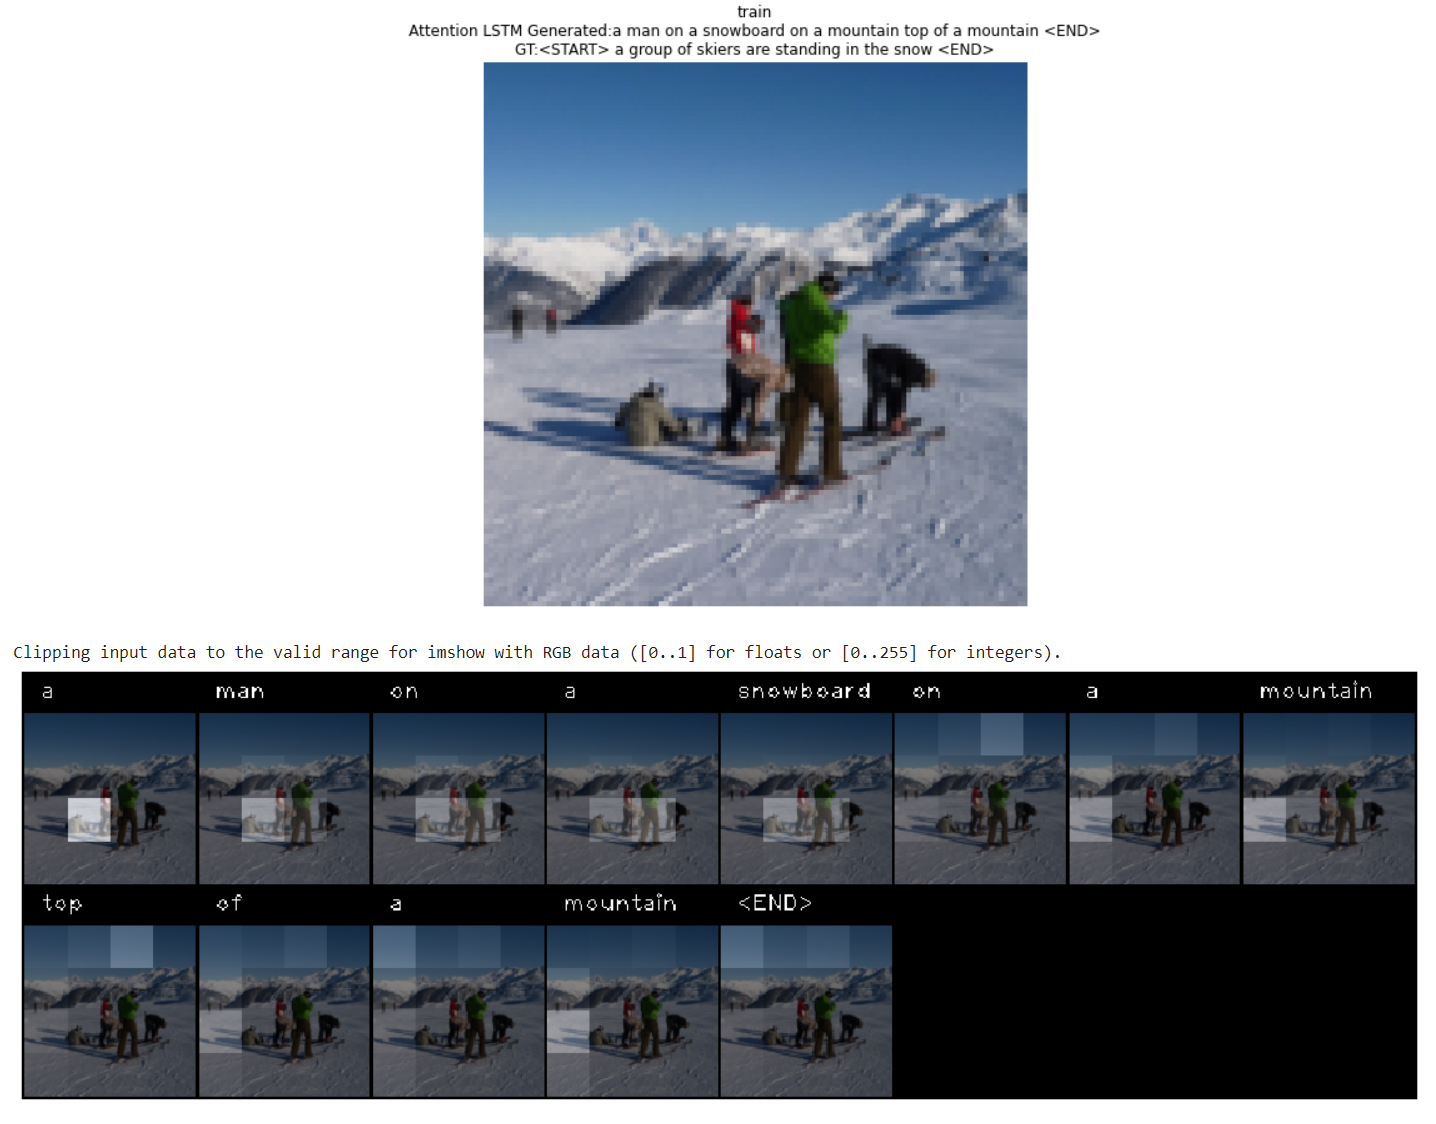 train
Attention LSTM Generated:a man on a snowboard on a mountain top of a mountain <END>
GT:<START> a group of skiers are standing in the snow <END>
Clipping input data to the valid range for imshow with RGB data ([0..1] for floats or [0..255] for integers).
a man on a snowboard on a mountain
top of a mountain <END>